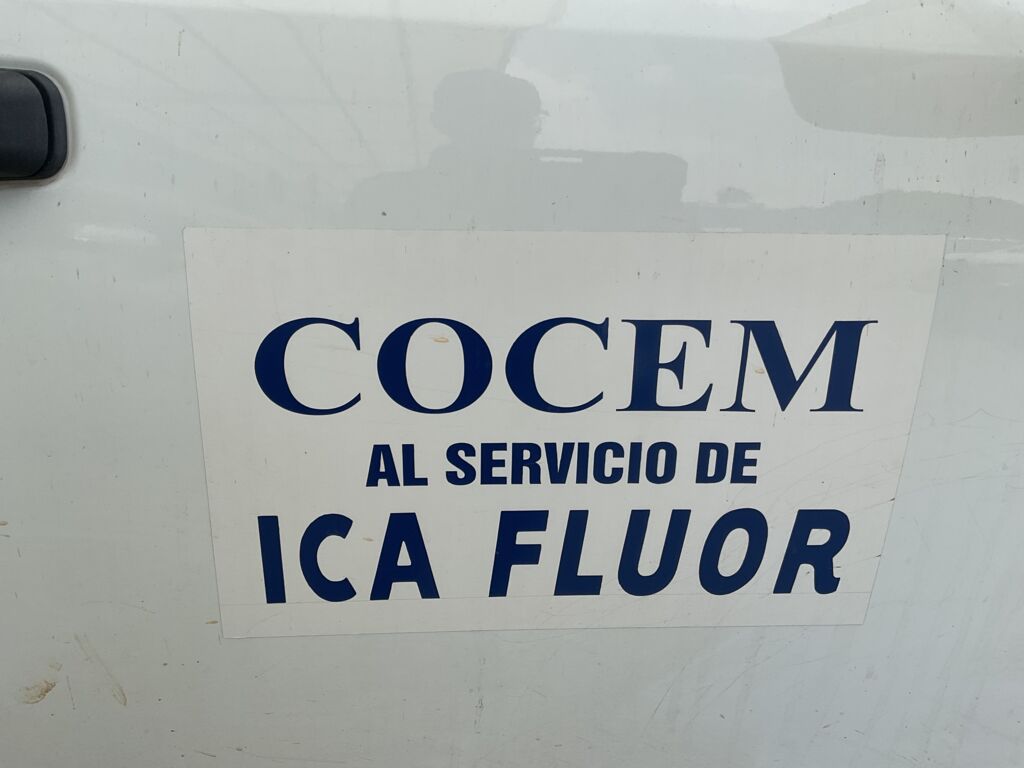 COCEM
AL SERVICIO DE
ICA FLUOR